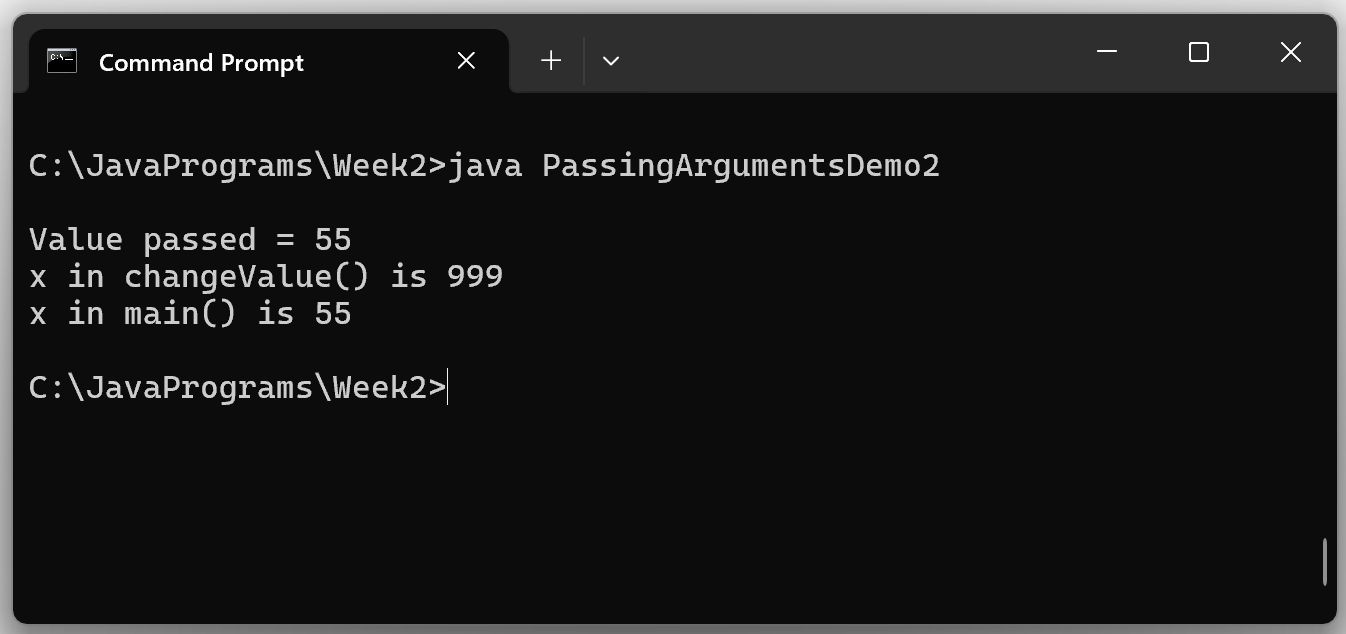 Command Prompt
C:\JavaPrograms\Week2>java PassingArgumentsDemo2
Value passed = 55
x in changeValue() is 999
x in main() is 55
C:\JavaPrograms\Week2>